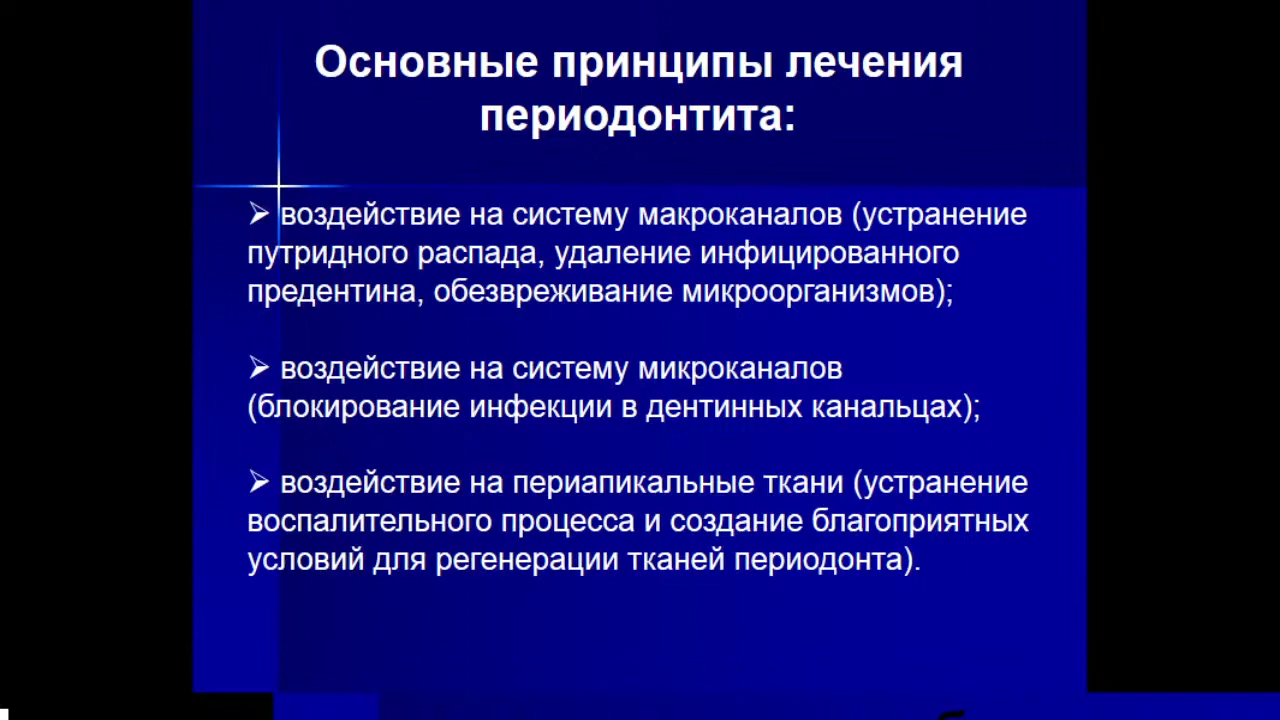 Основные принципы лечения
периодонтита:
➢ воздействие на систему макроканалов (устранение
путридного распада, удаление инфицированного
предентина, обезвреживание микроорганизмов);
➢ воздействие на систему микроканалов
(блокирование инфекции в дентинных канальцах);
➢ воздействие на периапикальные ткани (устранение
воспалительного процесса и создание благоприятных
условий для регенерации тканей периодонта).